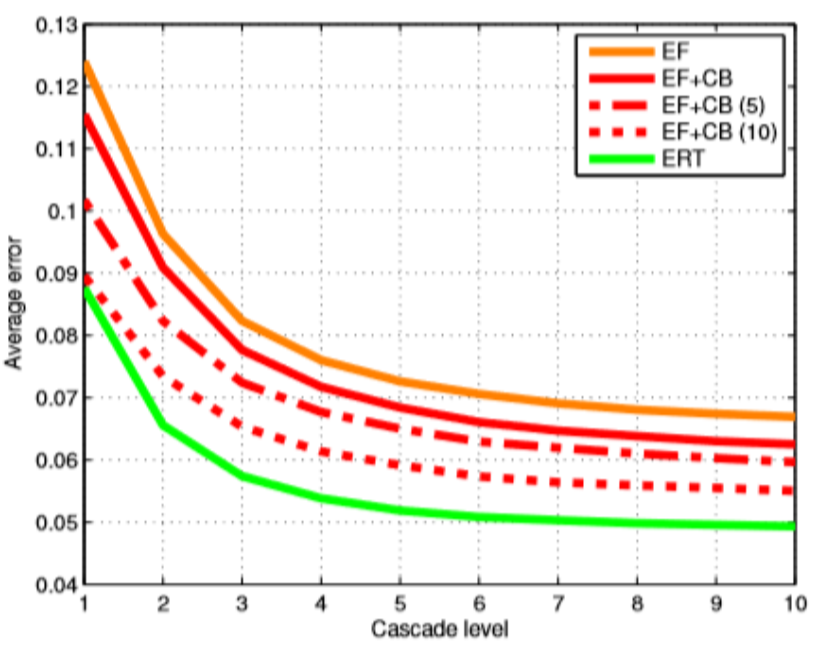 0.13
0.12
0.11
0.1
0.09
0.08
0.07
0.06
0.05
0.04
Average error
EF
EF+CB
EF+CB (5)
EF+CB (10)
ERT
1 2 3 4 5 6 7 8 9 10
Cascade level